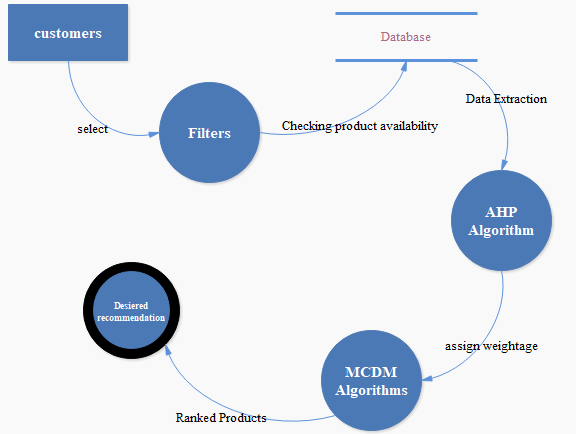 customers
Database
select
Filters
Checking product availability
Data Extraction
AHP
Algorithm
assign weightage
MCDM
Algorithms
Ranked Products
Desiered
recommendation